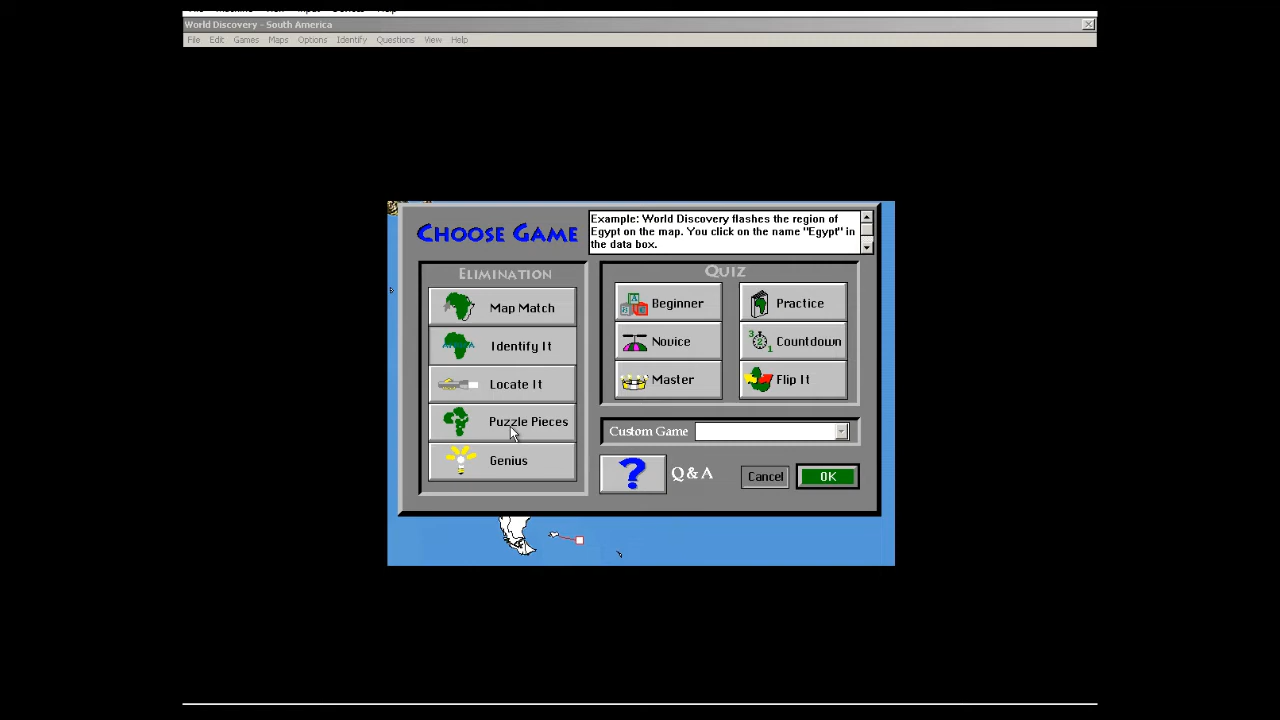 World Discovery - South America
File Edit Games Maps Options Identify Questions View Help
CHOOSE GAME
Example: World Discovery flashes the region of
Egypt on the map. You click on the name "Egypt" in
the data box.
ELIMINATION
Map Match
Identify It
Locate It
Puzzle Pieces
Genius
QUIZ
Beginner
Practice
Novice
Countdown
Master
Flip It
Custom Game
? Q & A
Cancel
OK